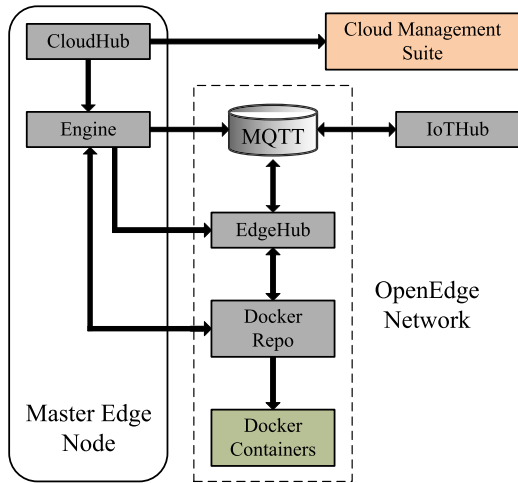 CloudHub
Cloud Management
Suite
Engine
MQTT
IoTHub
EdgeHub
OpenEdge
Network
Docker
Repo
Master Edge
Node
Docker
Containers